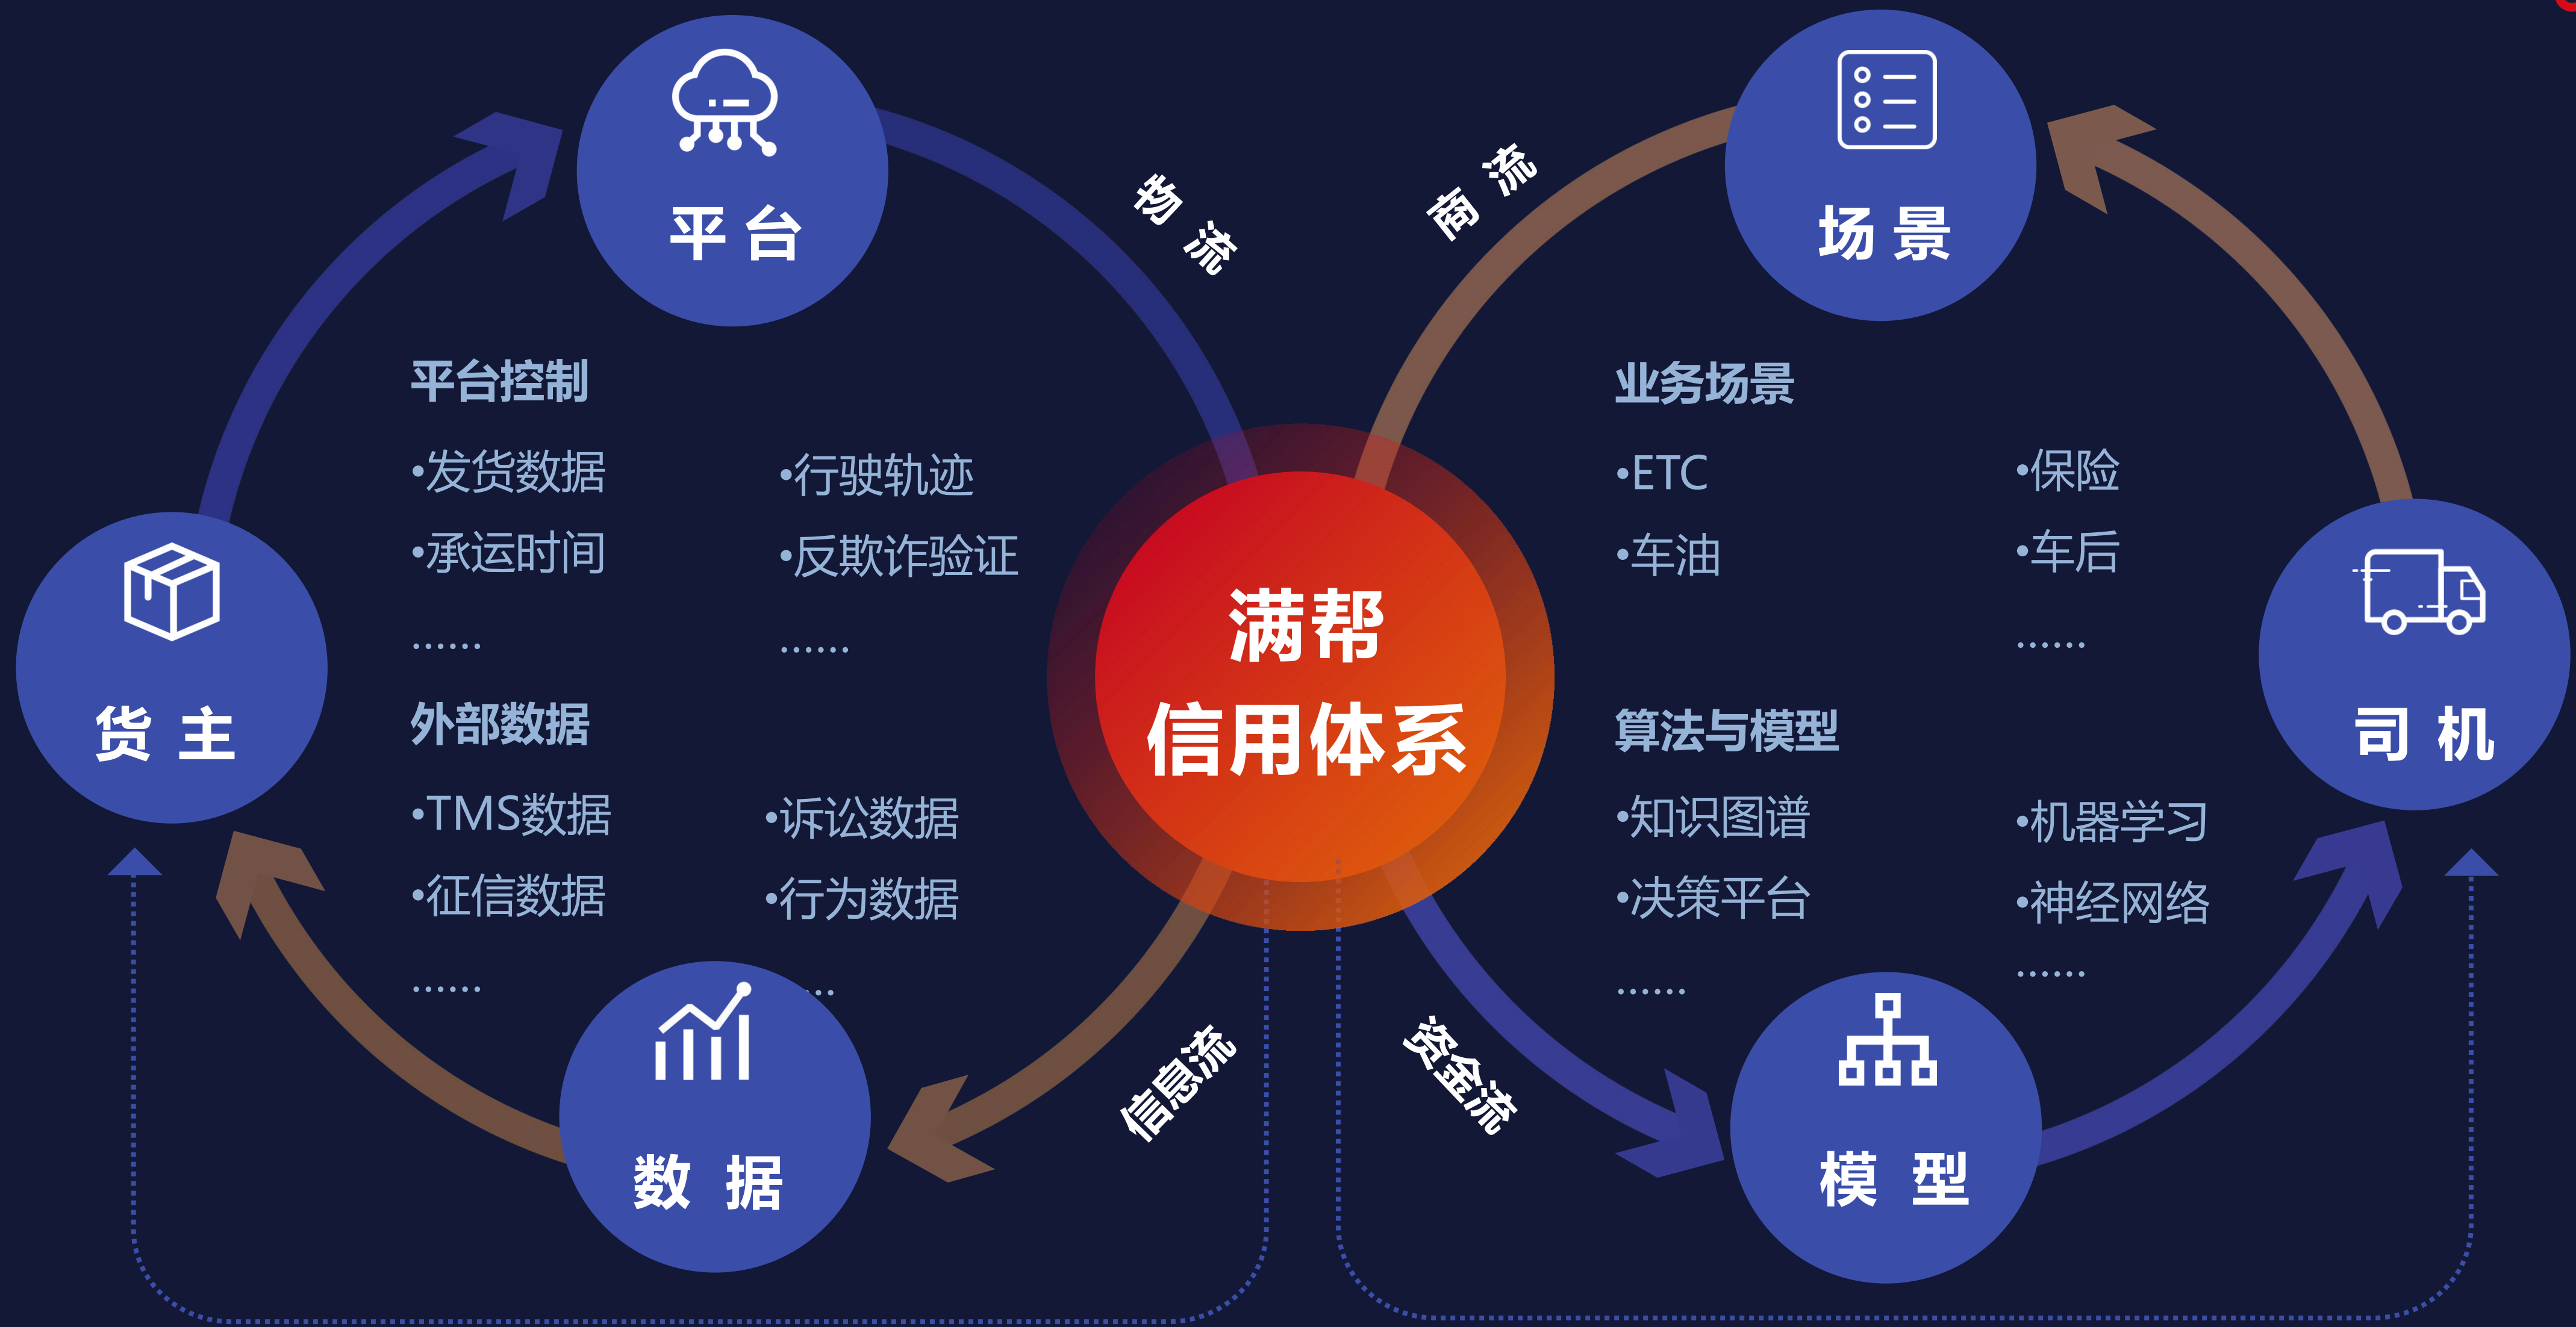 平台
场景
物流
商流
平台控制
•发货数据
•行驶轨迹
•承运时间
•反欺诈验证
……
……
业务场景
•ETC
•保险
•车油
•车后
……
货主
满帮
信用体系
司机
外部数据
•TMS数据
•诉讼数据
•征信数据
•行为数据
……
算法与模型
•知识图谱
•机器学习
•决策平台
•神经网络
……
……
信息流
资金流
数据
模型